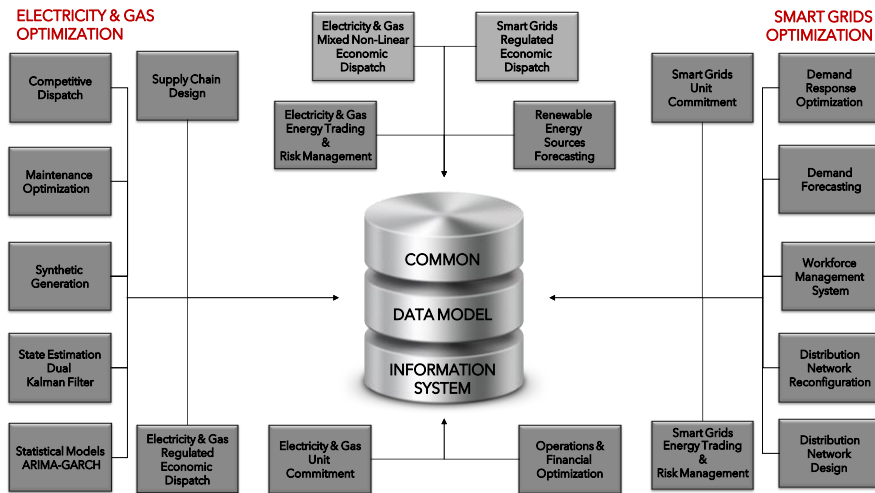 ELECTRICITY & GAS
OPTIMIZATION
SMART GRIDS
OPTIMIZATION
Electricity & Gas
Mixed Non-Linear
Economic
Dispatch
Smart Grids
Regulated
Economic
Dispatch
Competitive
Dispatch
Supply Chain
Design
Smart Grids
Unit
Commitment
Demand
Response
Optimization
Electricity & Gas
Energy Trading
&
Risk Management
Renewable
Energy
Sources
Forecasting
Maintenance
Optimization
Demand
Forecasting
Synthetic
Generation
COMMON
DATA MODEL
INFORMATION
SYSTEM
Workforce
Management
System
State Estimation
Dual
Kalman Filter
Distribution
Network
Reconfiguration
Statistical Models
ARIMA-GARCH
Electricity & Gas
Regulated
Economic
Dispatch
Electricity & Gas
Unit
Commitment
Operations &
Financial
Optimization
Smart Grids
Energy Trading
&
Risk Management
Distribution
Network
Design